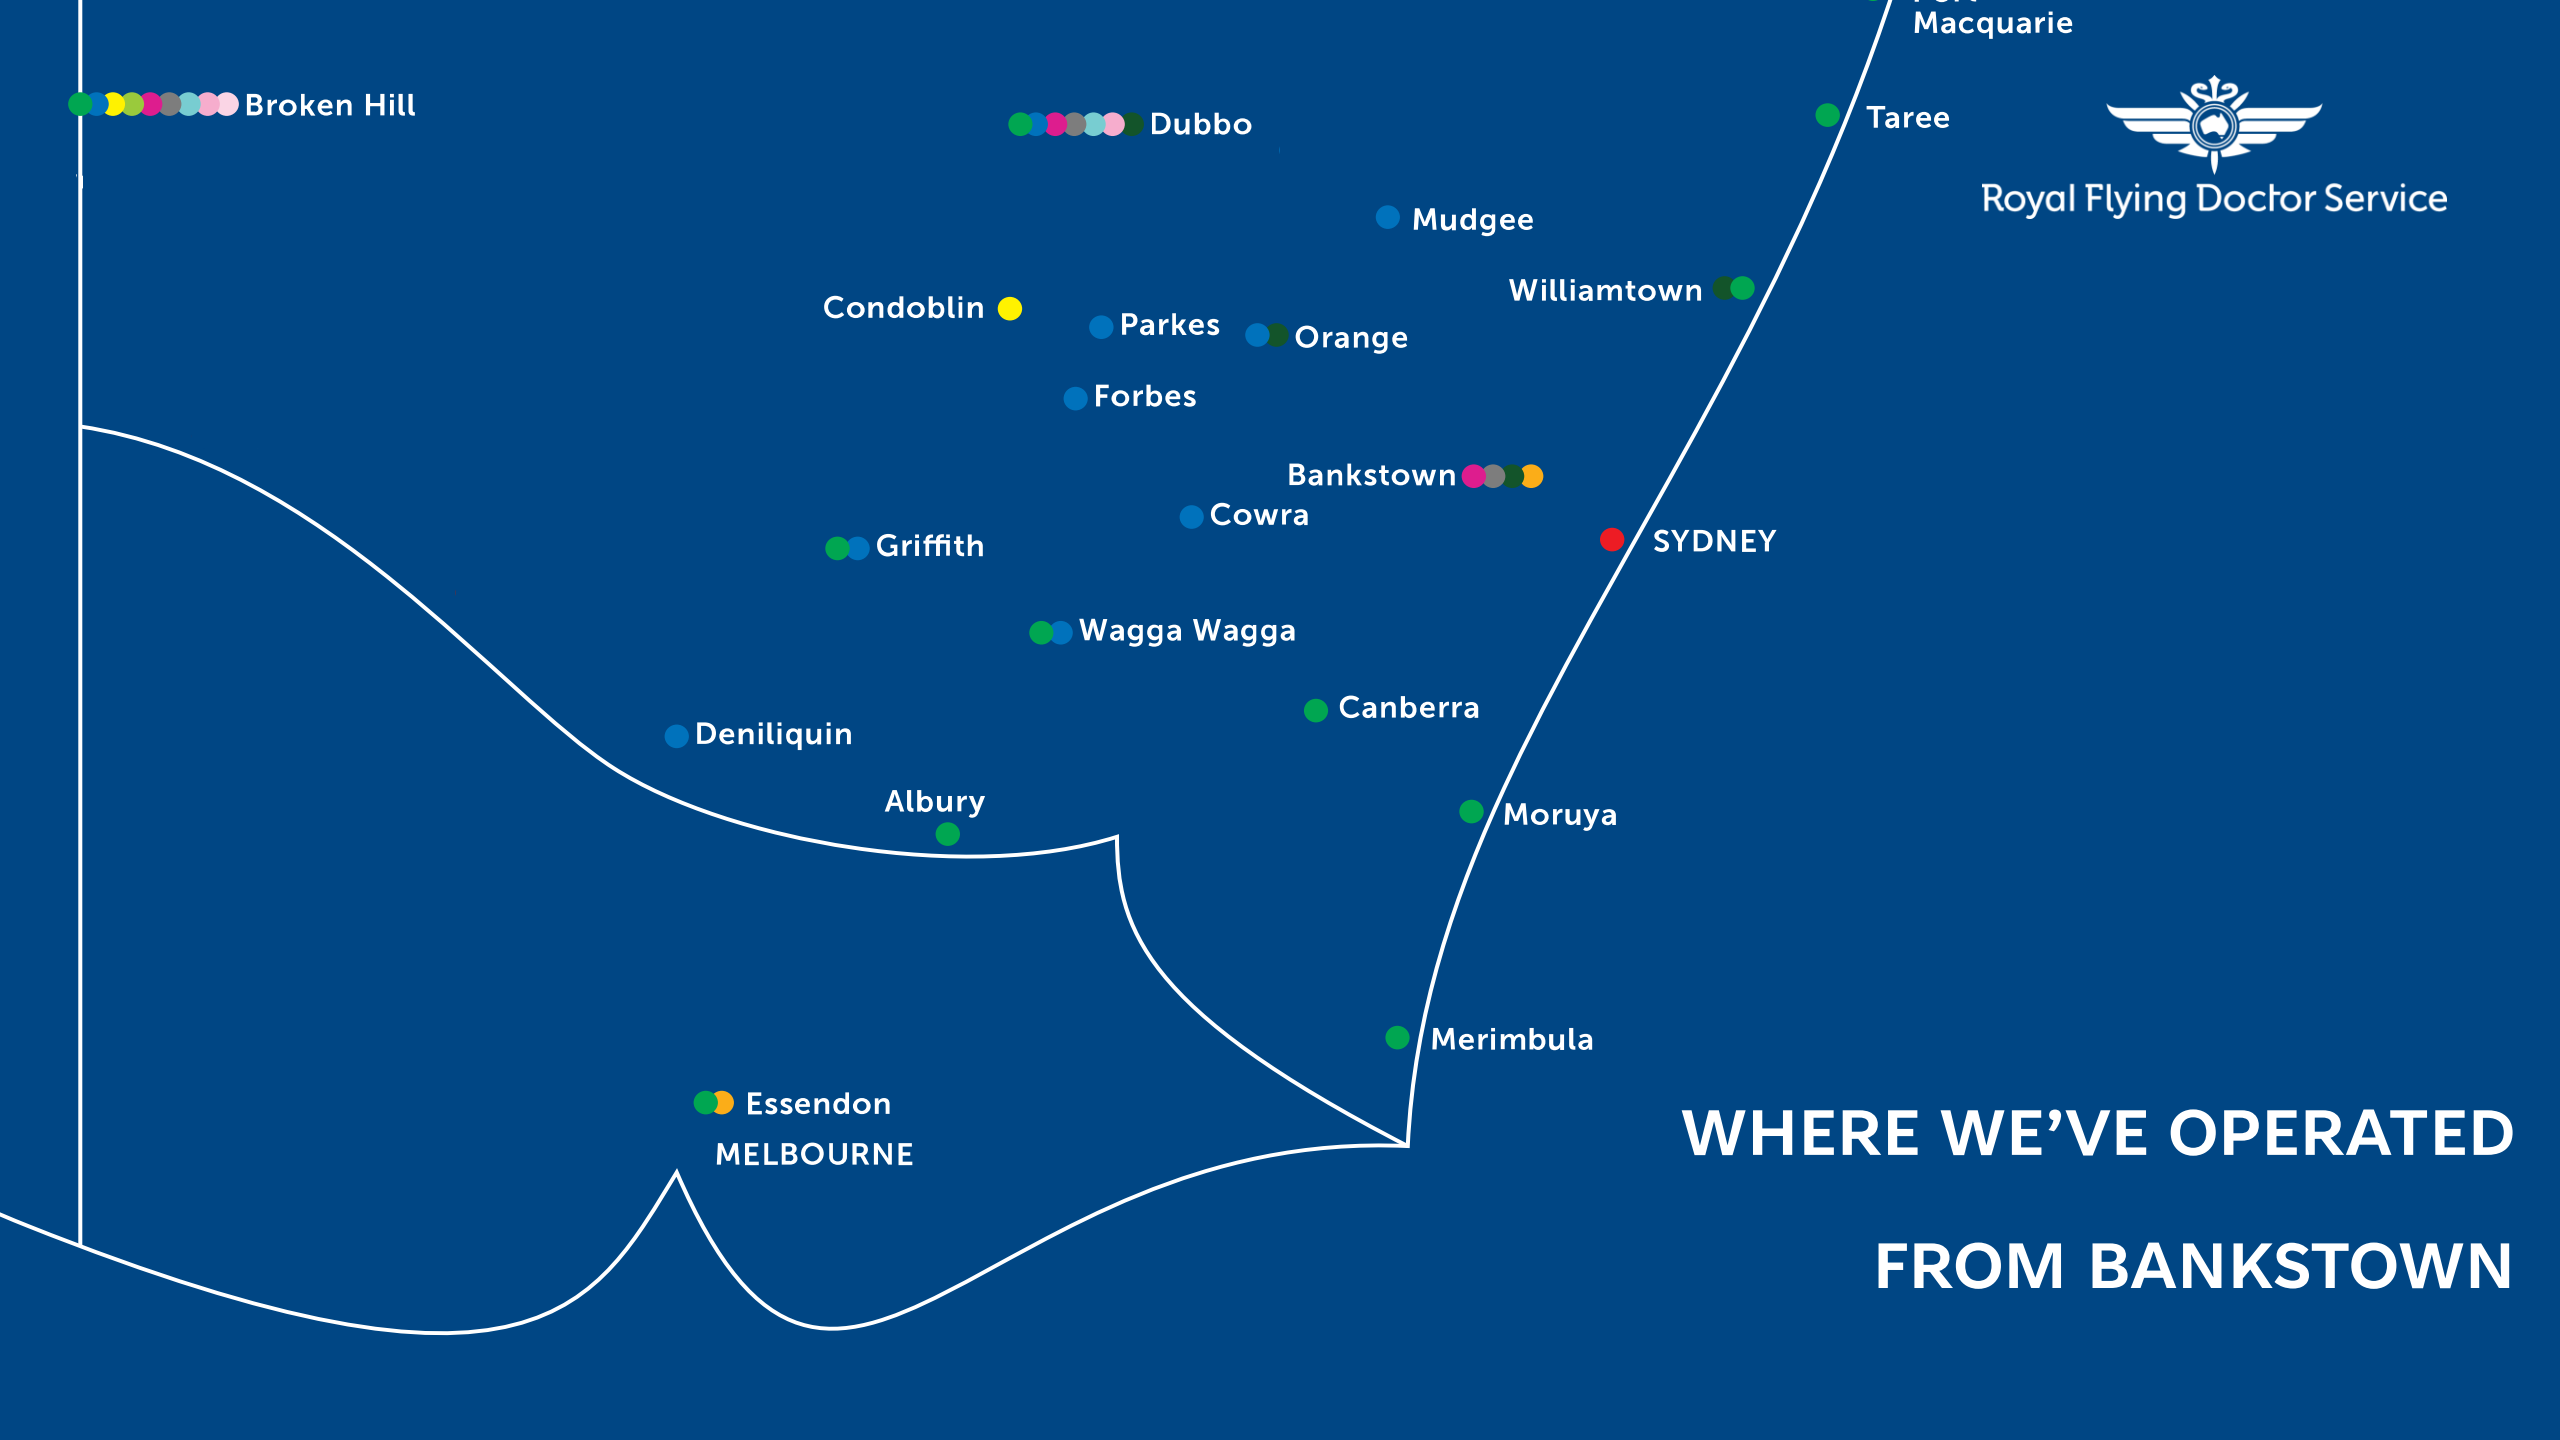 Macquarie
Broken Hill
Dubbo
Taree
Royal Flying Doctor Service
Mudgee
Williamtown
Condoblin
Parkes
Orange
Forbes
Bankstown
Cowra
SYDNEY
Griffith
Wagga Wagga
Canberra
Deniliquin
Albury
Moruya
Merimbula
Essendon
MELBOURNE
WHERE WE’VE OPERATED
FROM BANKSTOWN